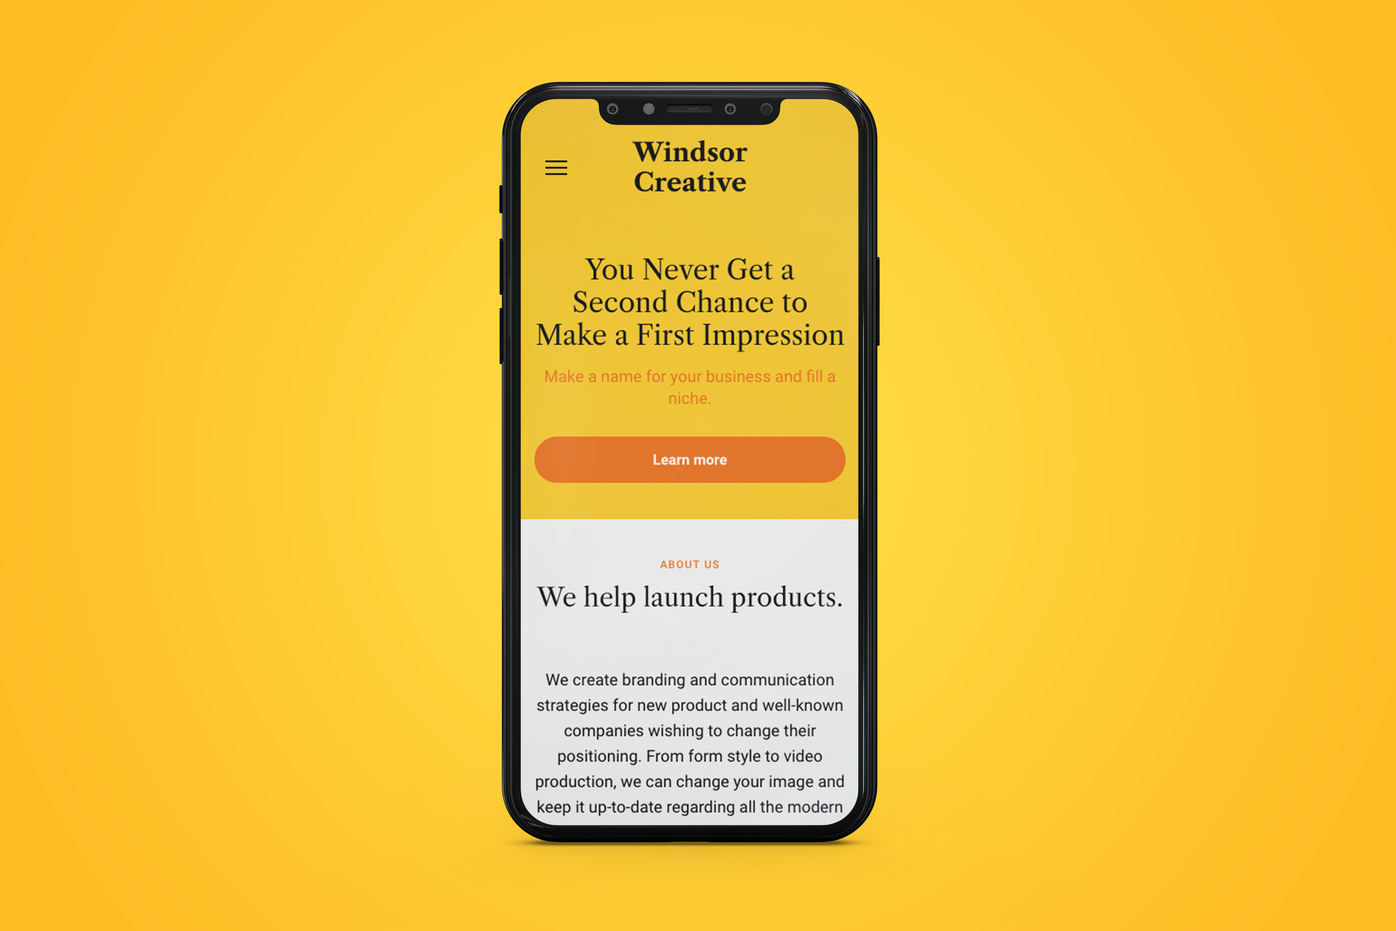 Windsor
Creative
You Never Get a
Second Chance to
Make a First Impression
Make a name for your business and fill a
niche.
Learn more
ABOUT US
We help launch products.
We create branding and communication
strategies for new product and well-known
companies wishing to change their
positioning. From form style to video
production, we can change your image and
keep it up-to-date regarding all the modern